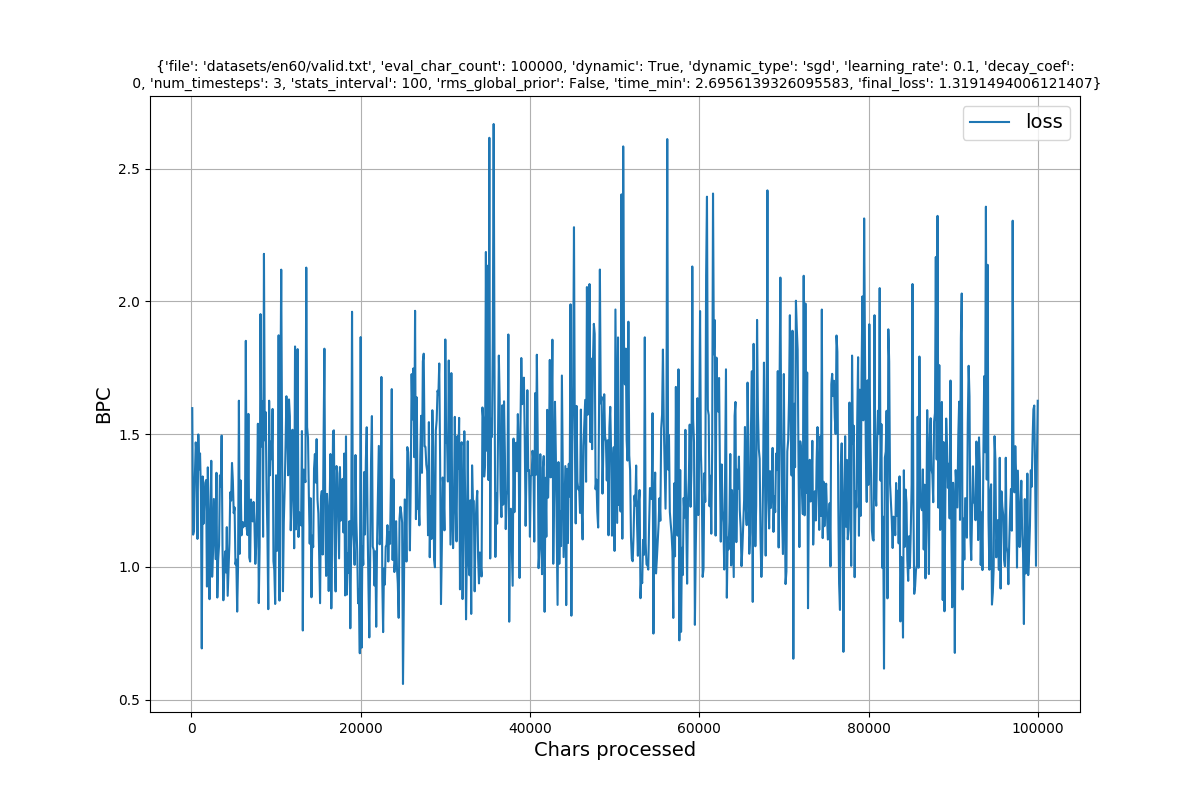 {'file': 'datasets/en60/valid.txt', 'eval_char_count': 100000, 'dynamic': True, 'dynamic_type': 'sgd', 'learning_rate': 0.1, 'decay_coef':
0, 'num_timesteps': 3, 'stats_interval': 100, 'rms_global_prior': False, 'time_min': 2.6956139326095583, 'final_loss': 1.3191494006121407}
loss
2.5
2.0
1.5
1.0
0.5
BPC
0 20000 40000 60000 80000 100000
Chars processed